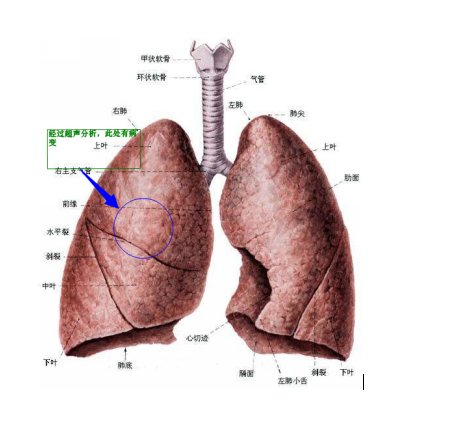 甲状软骨
环状软骨
气管
右肺
左肺
肺尖
经过超声分析，此处有病
变
上叶
上叶
右主支气管
肋面
前缘
水平裂
斜裂
中叶
心切迹
下叶
肺底
膈面
左肺小舌
斜裂
下叶